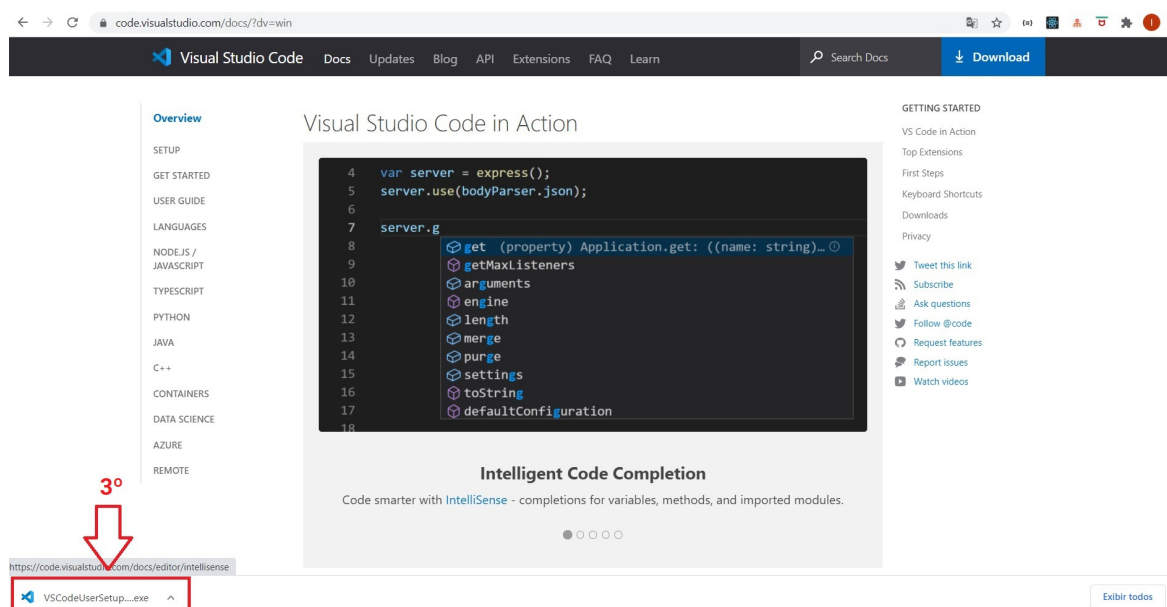 code.visualstudio.com/docs/?dv=win
Visual Studio Code Docs Updates Blog API Extensions FAQ Learn Search Docs Download
Overview
SETUP
GET STARTED
USER GUIDE
LANGUAGES
NODE.JS /
JAVASCRIPT
TYPESCRIPT
PYTHON
JAVA
C++
CONTAINERS
DATA SCIENCE
AZURE
REMOTE
Visual Studio Code in Action
4 var server = express();
5 server.use(bodyParser.json);
6
7 server.g
8 get (property) Application.get: ((name: string)…
9 getMaxListeners
10 arguments
11 engine
12 length
13 merge
14 purge
15 settings
16 toString
17 defaultConfiguration
18
Intelligent Code Completion
Code smarter with IntelliSense - completions for variables, methods, and imported modules.
GETTING STARTED
VS Code in Action
Top Extensions
First Steps
Keyboard Shortcuts
Downloads
Privacy
Tweet this link
Subscribe
Ask questions
Follow @code
Request features
Report issues
Watch videos
3º
https://code.visualstudio.com/docs/editor/intellisense
VSCodeUserSetup....exe
Exibir todos